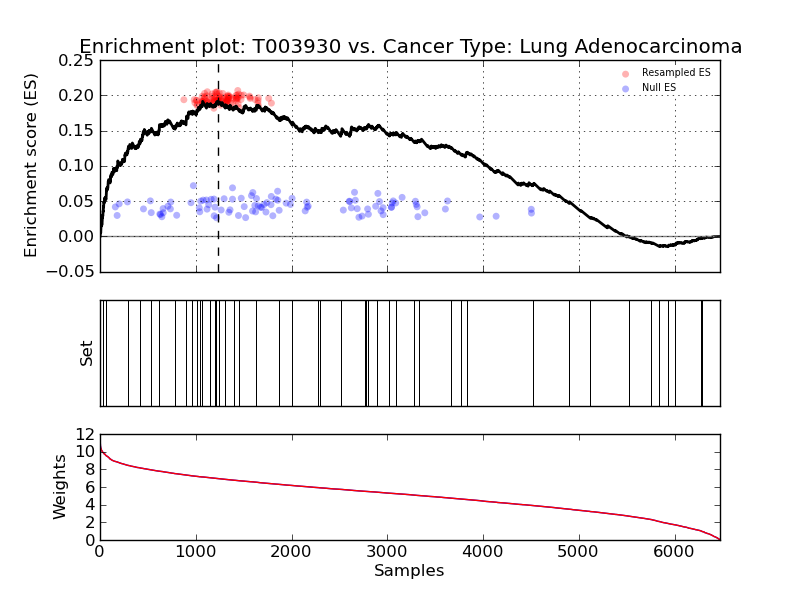 Enrichment plot: T003930 vs. Cancer Type: Lung Adenocarcinoma
Enrichment score (ES)
0.25
0.20
0.15
0.10
0.05
0.00
−0.05
Resampled ES
Null ES
Set
Weights
12
10
8
6
4
2
0
0 1000 2000 3000 4000 5000 6000
Samples